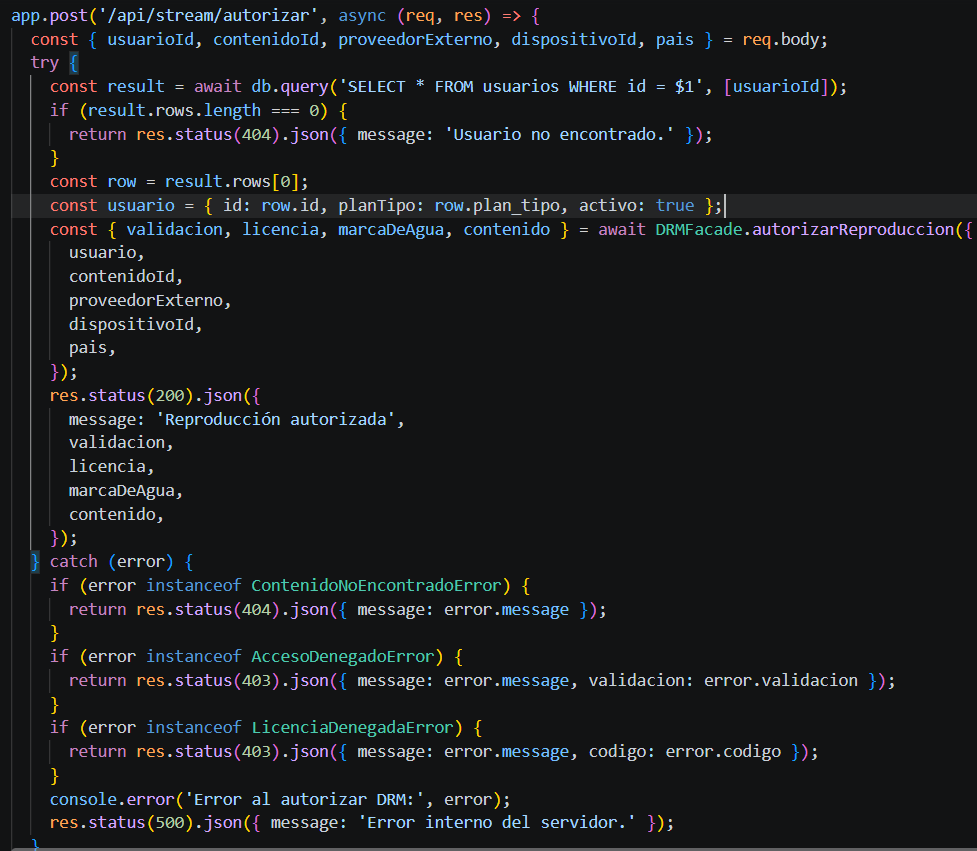 app.post('/api/stream/autorizar', async (req, res) => {
  const { usuarioId, contenidoId, proveedorExterno, dispositivoId, pais } = req.body;
  try {
    const result = await db.query('SELECT * FROM usuarios WHERE id = $1', [usuarioId]);
    if (result.rows.length === 0) {
      return res.status(404).json({ message: 'Usuario no encontrado.' });
    }
    const row = result.rows[0];
    const usuario = { id: row.id, planTipo: row.plan_tipo, activo: true };
    const { validacion, licencia, marcaDeAgua, contenido } = await DRMFacade.autorizarReproduccion({
      usuario,
      contenidoId,
      proveedorExterno,
      dispositivoId,
      pais,
    });
    res.status(200).json({
      message: 'Reproducción autorizada',
      validacion,
      licencia,
      marcaDeAgua,
      contenido,
    });
  } catch (error) {
    if (error instanceof ContenidoNoEncontradoError) {
      return res.status(404).json({ message: error.message });
    }
    if (error instanceof AccesoDenegadoError) {
      return res.status(403).json({ message: error.message, validacion: error.validacion });
    }
    if (error instanceof LicenciaDenegadaError) {
      return res.status(403).json({ message: error.message, codigo: error.codigo });
    }
    console.error('Error al autorizar DRM:', error);
    res.status(500).json({ message: 'Error interno del servidor.' });
  }